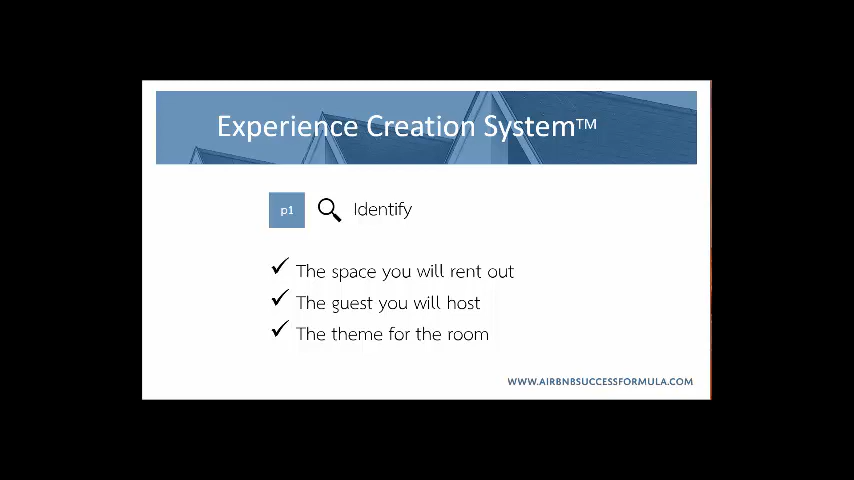 Experience Creation System™
p1 Identify
✓ The space you will rent out
✓ The guest you will host
✓ The theme for the room
WWW.AIRBNBSUCCESSFORMULA.COM